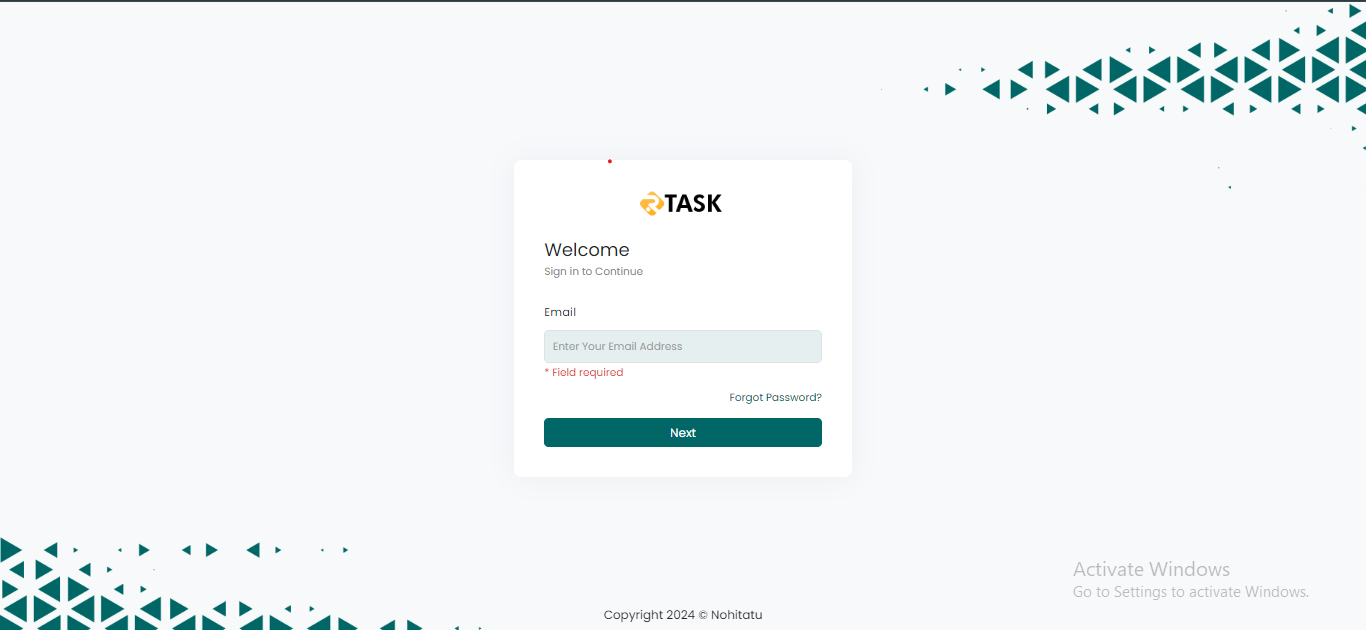 TASK
Welcome
Sign in to Continue
Email
Enter Your Email Address
* Field required
Forgot Password?
Next
Activate Windows
Go to Settings to activate Windows.
Copyright 2024 © Nohitatu